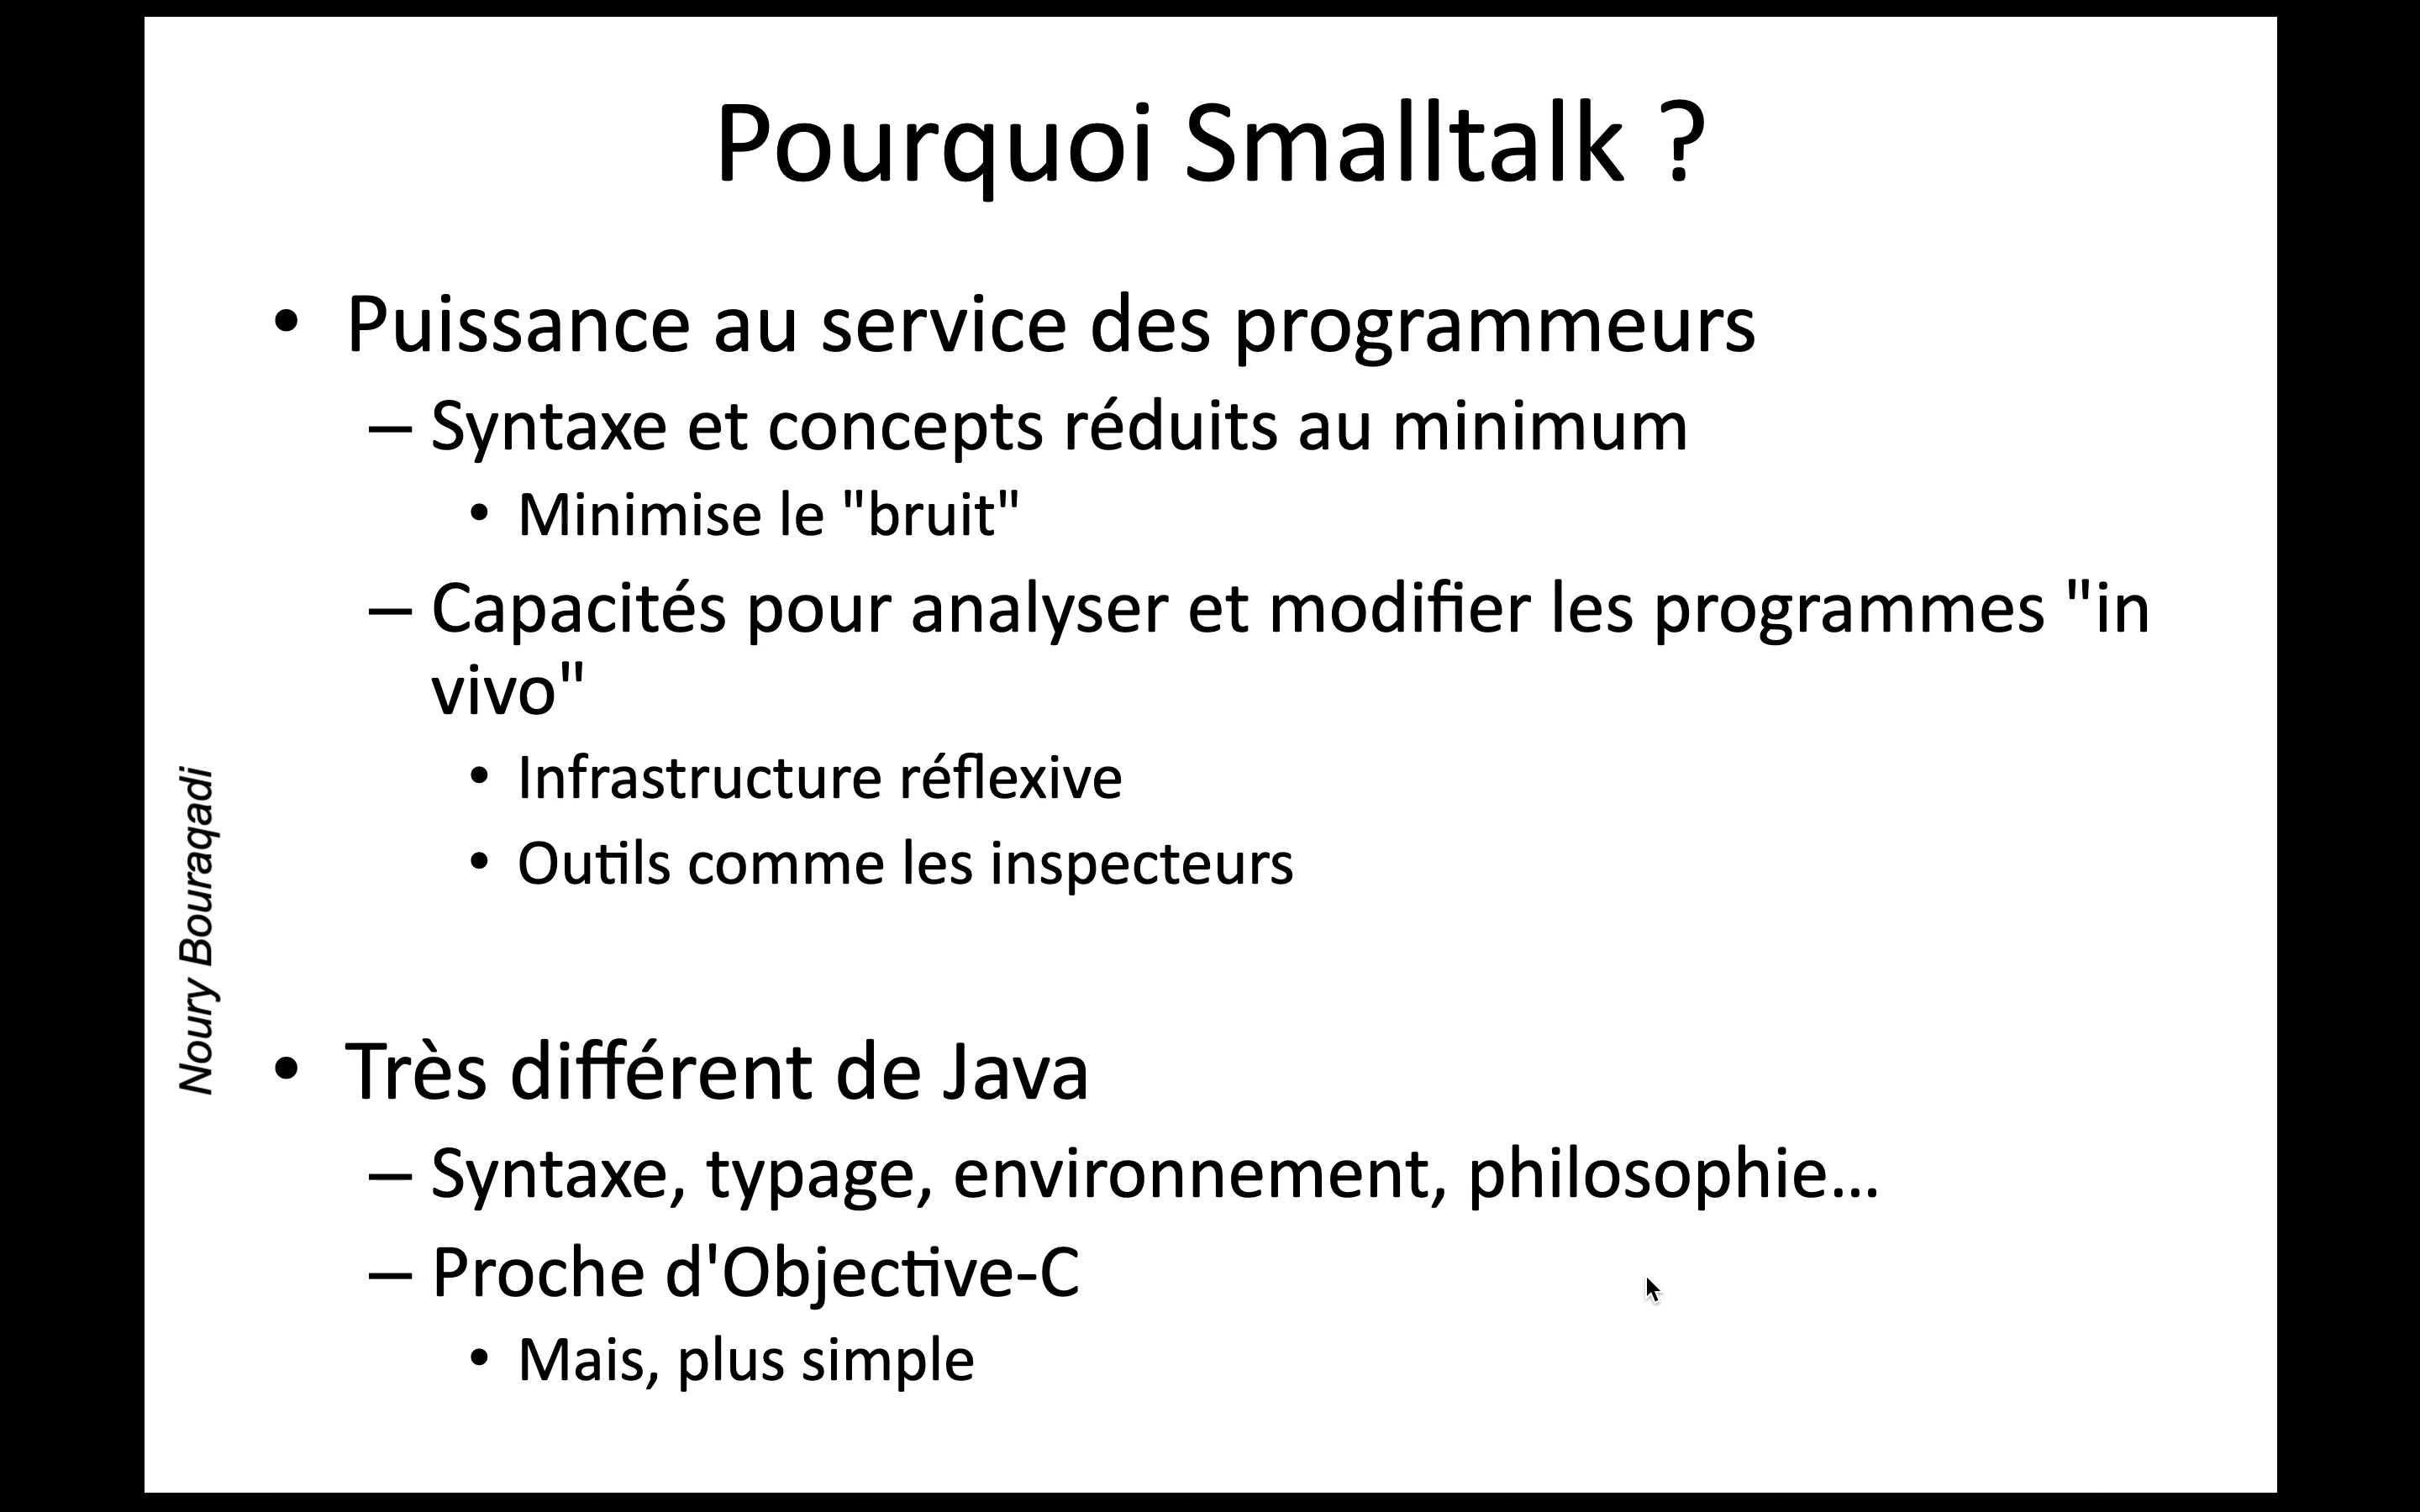 Pourquoi Smalltalk ?
• Puissance au service des programmeurs
– Syntaxe et concepts réduits au minimum
• Minimise le "bruit"
– Capacités pour analyser et modifier les programmes "in
vivo"
• Infrastructure réflexive
• Outils comme les inspecteurs
• Très différent de Java
– Syntaxe, typage, environnement, philosophie…
– Proche d'Objective-C
• Mais, plus simple
Noury Bouraqadi